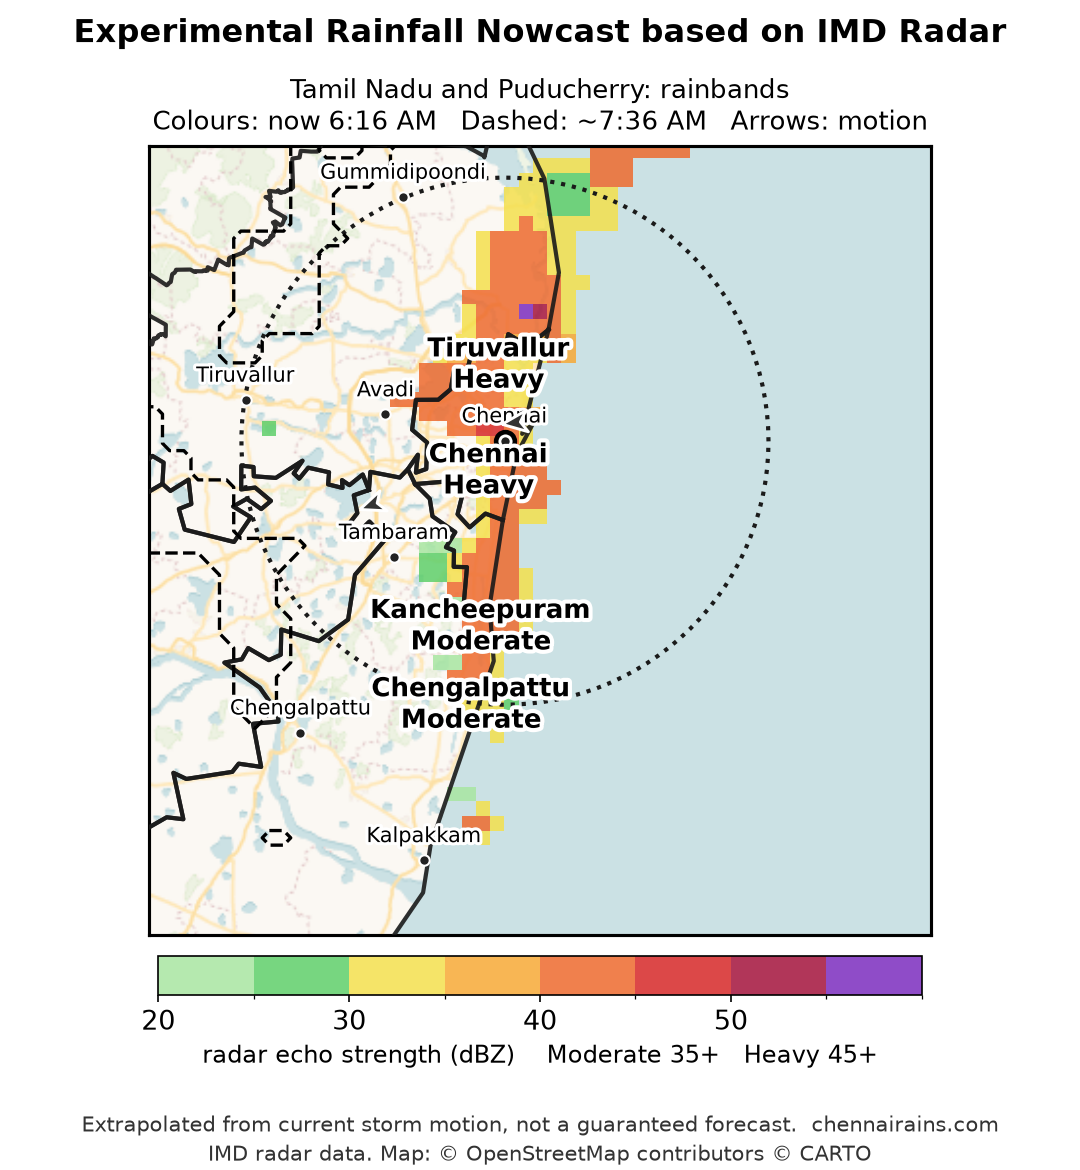 Experimental Rainfall Nowcast based on IMD Radar
Tamil Nadu and Puducherry: rainbands
Colours: now 6:16 AM   Dashed: ~7:36 AM   Arrows: motion
Gummidipoondi
Tiruvallur
Heavy
Tiruvallur
Avadi
Chennai
Chennai
Heavy
Tambaram
Kancheepuram
Moderate
Chengalpattu
Moderate
Chengalpattu
Kalpakkam
20 30 40 50
radar echo strength (dBZ)    Moderate 35+   Heavy 45+
Extrapolated from current storm motion, not a guaranteed forecast.  chennairains.com
IMD radar data. Map: © OpenStreetMap contributors © CARTO